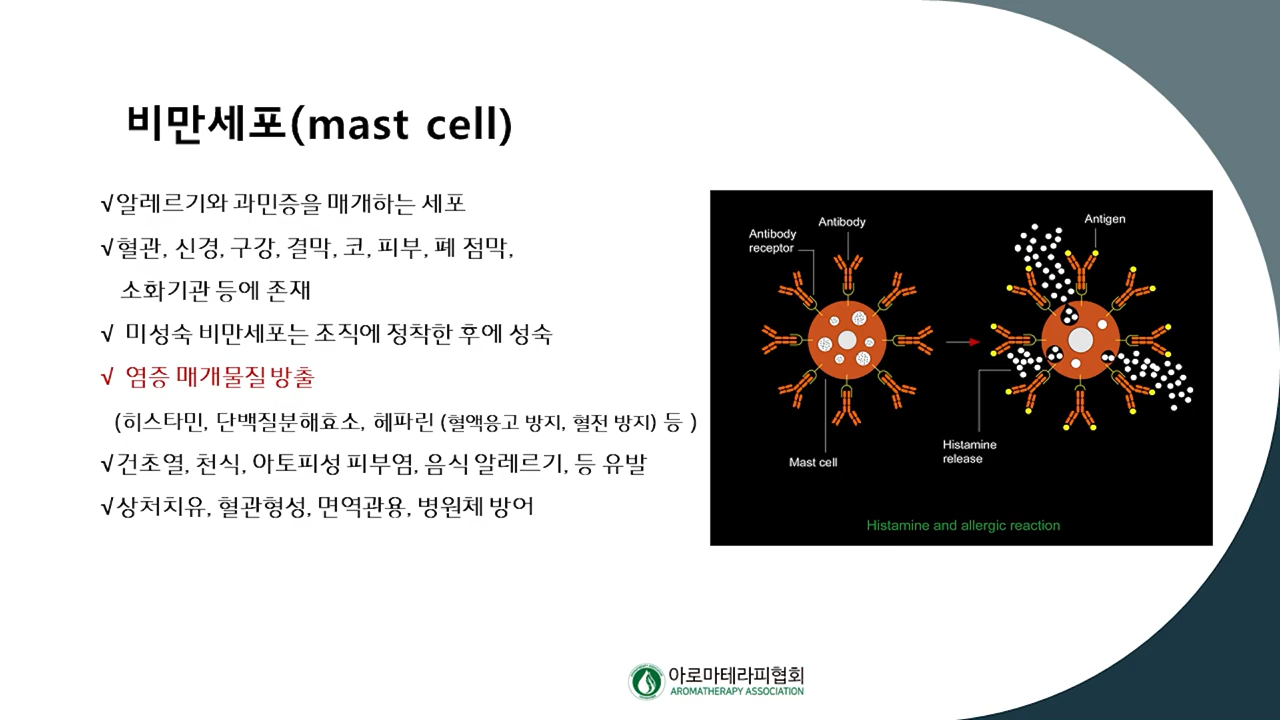 비만세포(mast cell)
√알레르기와 과민증을 매개하는 세포
√혈관, 신경, 구강, 결막, 코, 피부, 폐 점막,
소화기관 등에 존재
√ 미성숙 비만세포는 조직에 정착한 후에 성숙
√ 염증 매개물질 방출
(히스타민, 단백질분해효소, 헤파린 (혈액응고 방지, 혈전 방지) 등 )
√건초열, 천식, 아토피성 피부염, 음식 알레르기, 등 유발
√상처치유, 혈관형성, 면역관용, 병원체 방어
Antibody
Antibody
receptor
Antigen
Mast cell
Histamine
release
Histamine and allergic reaction
아로마테라피협회
AROMATHERAPY ASSOCIATION